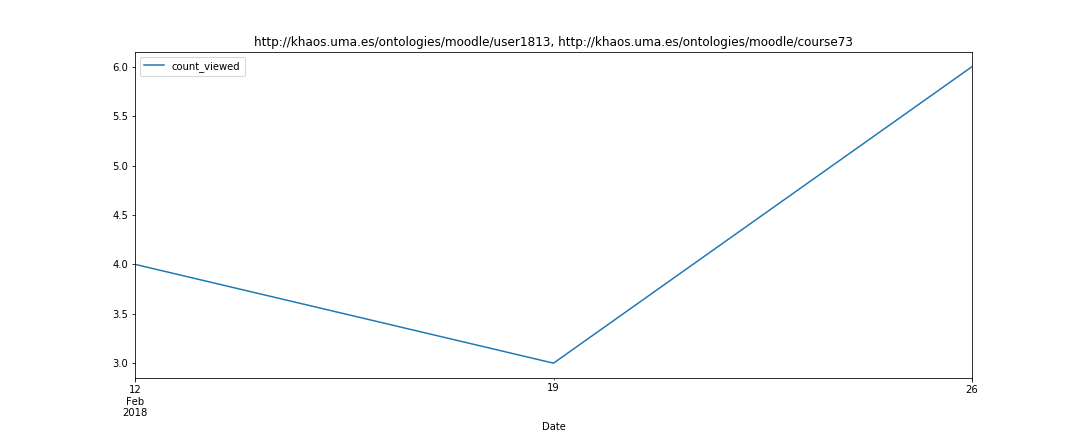 http://khaos.uma.es/ontologies/moodle/user1813, http://khaos.uma.es/ontologies/moodle/course73
count_viewed
6.0
5.5
5.0
4.5
4.0
3.5
3.0
12
Feb
2018
19
26
Date